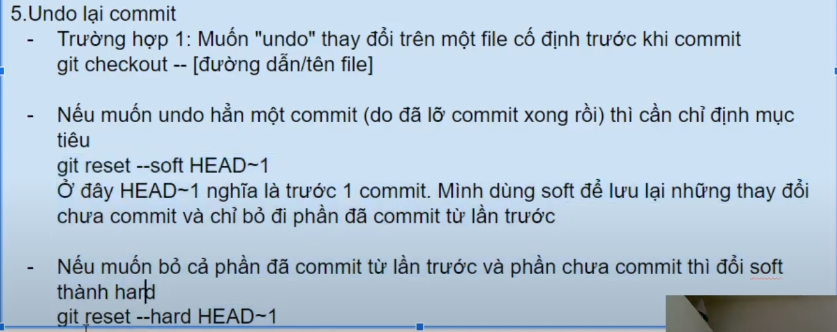 5.Undo lại commit
- Trường hợp 1: Muốn "undo" thay đổi trên một file cố định trước khi commit
git checkout -- [đường dẫn/tên file]
- Nếu muốn undo hẳn một commit (do đã lỡ commit xong rồi) thì cần chỉ định mục
tiêu
git reset --soft HEAD~1
Ở đây HEAD~1 nghĩa là trước 1 commit. Mình dùng soft để lưu lại những thay đổi
chưa commit và chỉ bỏ đi phần đã commit từ lần trước
- Nếu muốn bỏ cả phần đã commit từ lần trước và phần chưa commit thì đổi soft
thành hard
git reset --hard HEAD~1